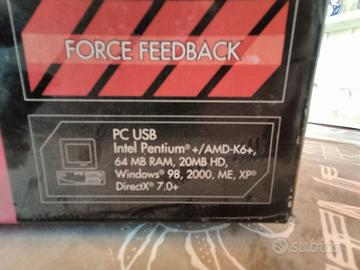 FORCE FEEDBACK
PC USB
Intel Pentium®+/AMD-K6+,
64 MB RAM, 20MB HD,
Windows® 98, 2000, ME, XP®
DirectX® 7.0+
subito